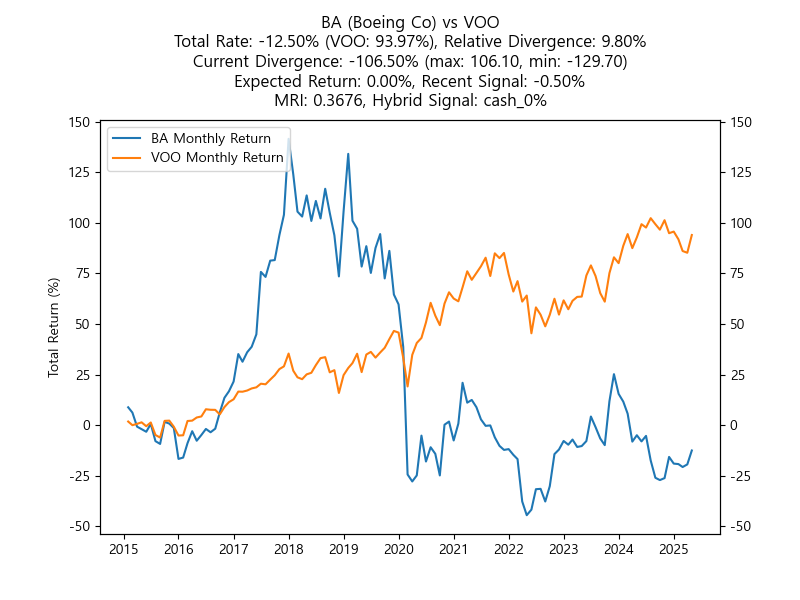 BA (Boeing Co) vs VOO
Total Rate: -12.50% (VOO: 93.97%), Relative Divergence: 9.80%
Current Divergence: -106.50% (max: 106.10, min: -129.70)
Expected Return: 0.00%, Recent Signal: -0.50%
MRI: 0.3676, Hybrid Signal: cash_0%
BA Monthly Return
VOO Monthly Return
Total Return (%)
150
125
100
75
50
25
0
-25
-50
150
125
100
75
50
25
0
-25
-50
2015 2016 2017 2018 2019 2020 2021 2022 2023 2024 2025